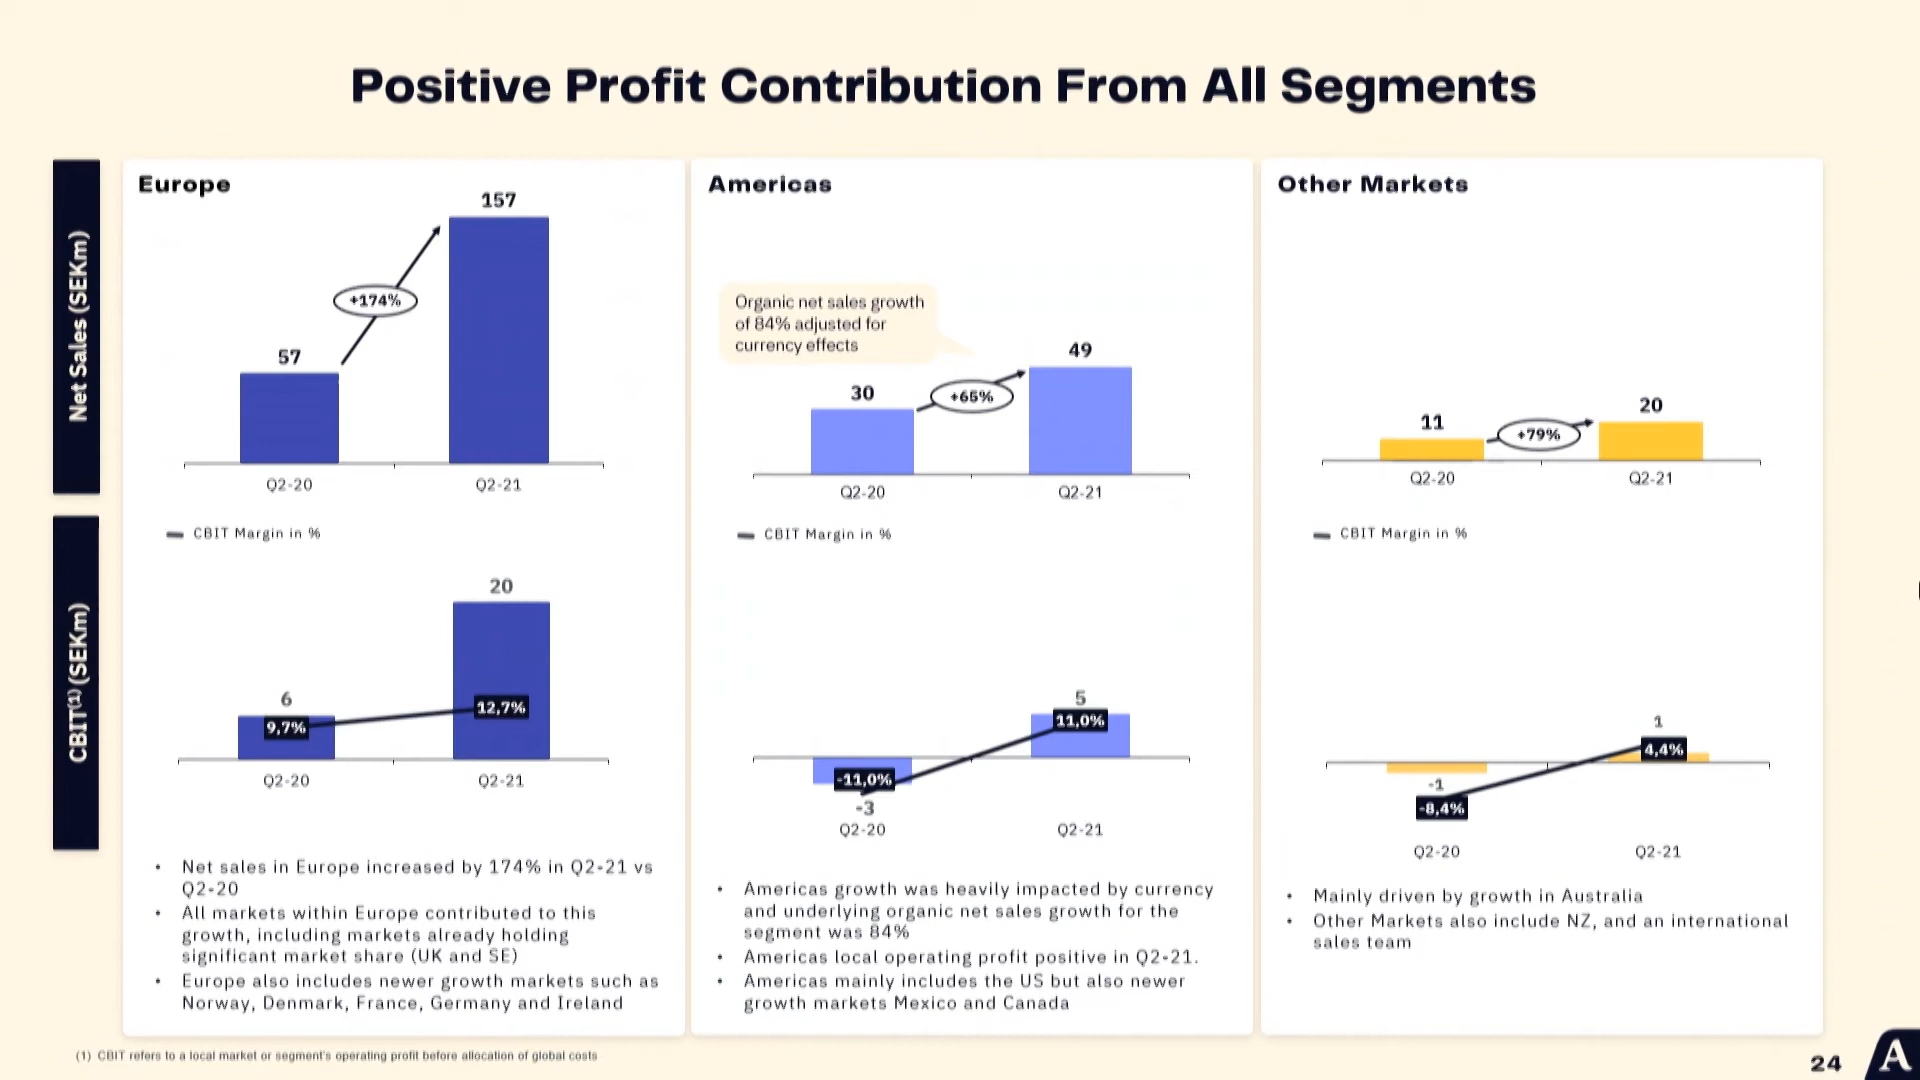 Positive Profit Contribution From All Segments
Net Sales (SEKm)
CBIT(1) (SEKm)
Europe
157
+174%
57
Q2-20
Q2-21
CBIT Margin in %
20
6
9,7%
12,7%
Q2-20
Q2-21
• Net sales in Europe increased by 174% in Q2-21 vs
Q2-20
• All markets within Europe contributed to this
growth, including markets already holding
significant market share (UK and SE)
• Europe also includes newer growth markets such as
Norway, Denmark, France, Germany and Ireland
Americas
Organic net sales growth
of 84% adjusted for
currency effects
49
30
+65%
Q2-20
Q2-21
CBIT Margin in %
5
11,0%
-11,0%
-3
Q2-20
Q2-21
• Americas growth was heavily impacted by currency
and underlying organic net sales growth for the
segment was 84%
• Americas local operating profit positive in Q2-21.
• Americas mainly includes the US but also newer
growth markets Mexico and Canada
Other Markets
20
11
+79%
Q2-20
Q2-21
CBIT Margin in %
1
4,4%
-1
-8,4%
Q2-20
Q2-21
• Mainly driven by growth in Australia
• Other Markets also include NZ, and an international
sales team
(1) CBIT refers to a local market or segment's operating profit before allocation of global costs
24
A